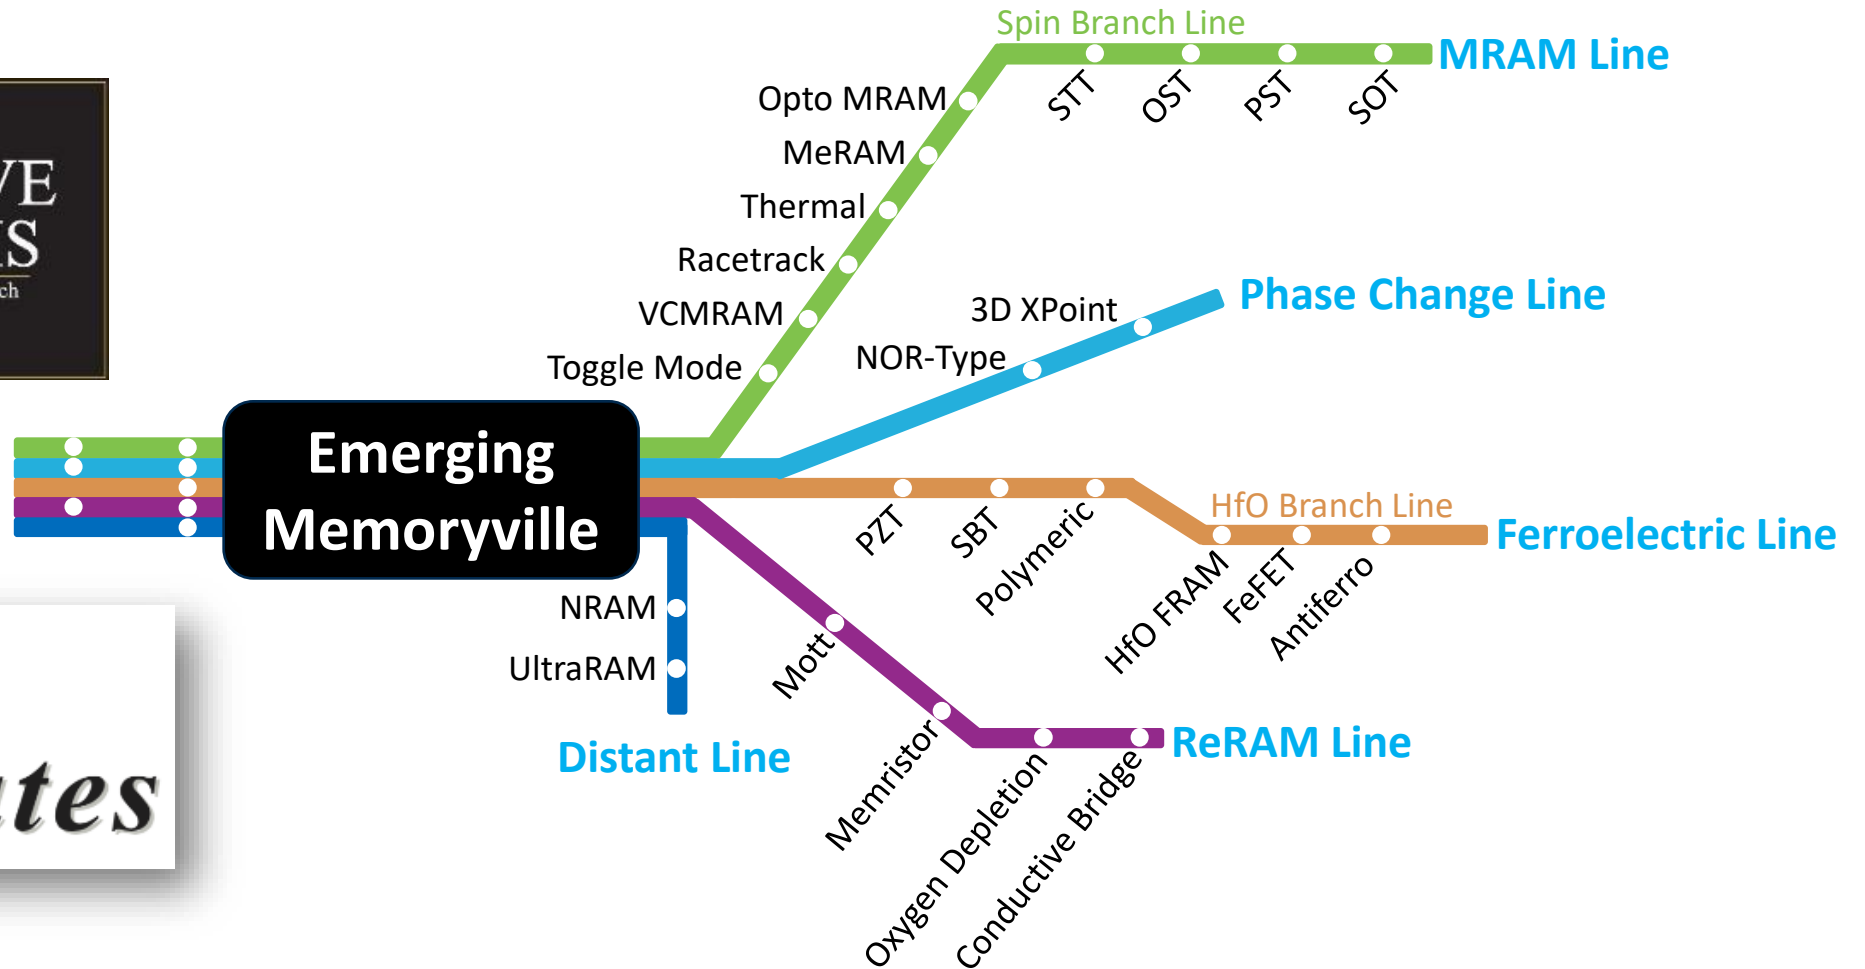 Spin Branch Line
MRAM Line
STT
OST
PST
SOT
Opto MRAM
MeRAM
Thermal
Racetrack
VCMRAM
Toggle Mode
3D XPoint
NOR-Type
Phase Change Line
Emerging
Memoryville
PZT
SBT
Polymeric
HfO Branch Line
Ferroelectric Line
HfO FRAM
FeFET
Antiferro
NRAM
UltraRAM
Distant Line
Mott
Memristor
Oxygen Depletion
Conductive Bridge
ReRAM Line